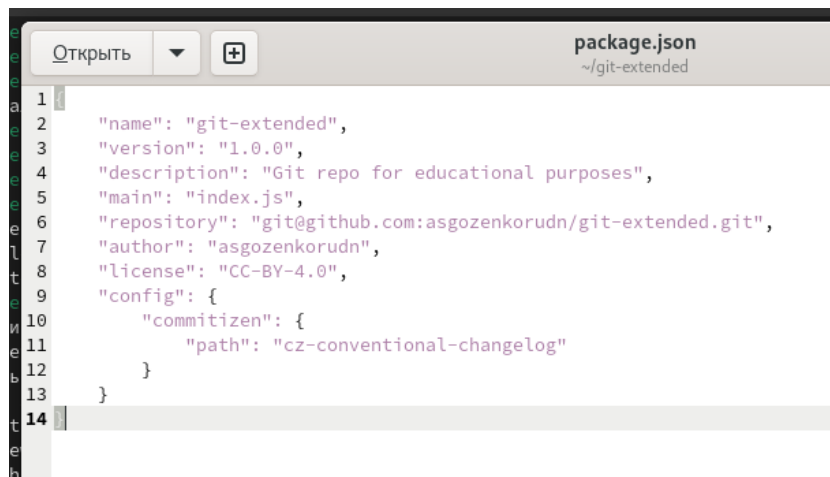 Открыть
package.json
~/git-extended
1 {
2 "name": "git-extended",
3 "version": "1.0.0",
4 "description": "Git repo for educational purposes",
5 "main": "index.js",
6 "repository": "git@github.com:asgozenkorudn/git-extended.git",
7 "author": "asgozenkorudn",
8 "license": "CC-BY-4.0",
9 "config": {
10 "commitizen": {
11 "path": "cz-conventional-changelog"
12 }
13 }
14 }